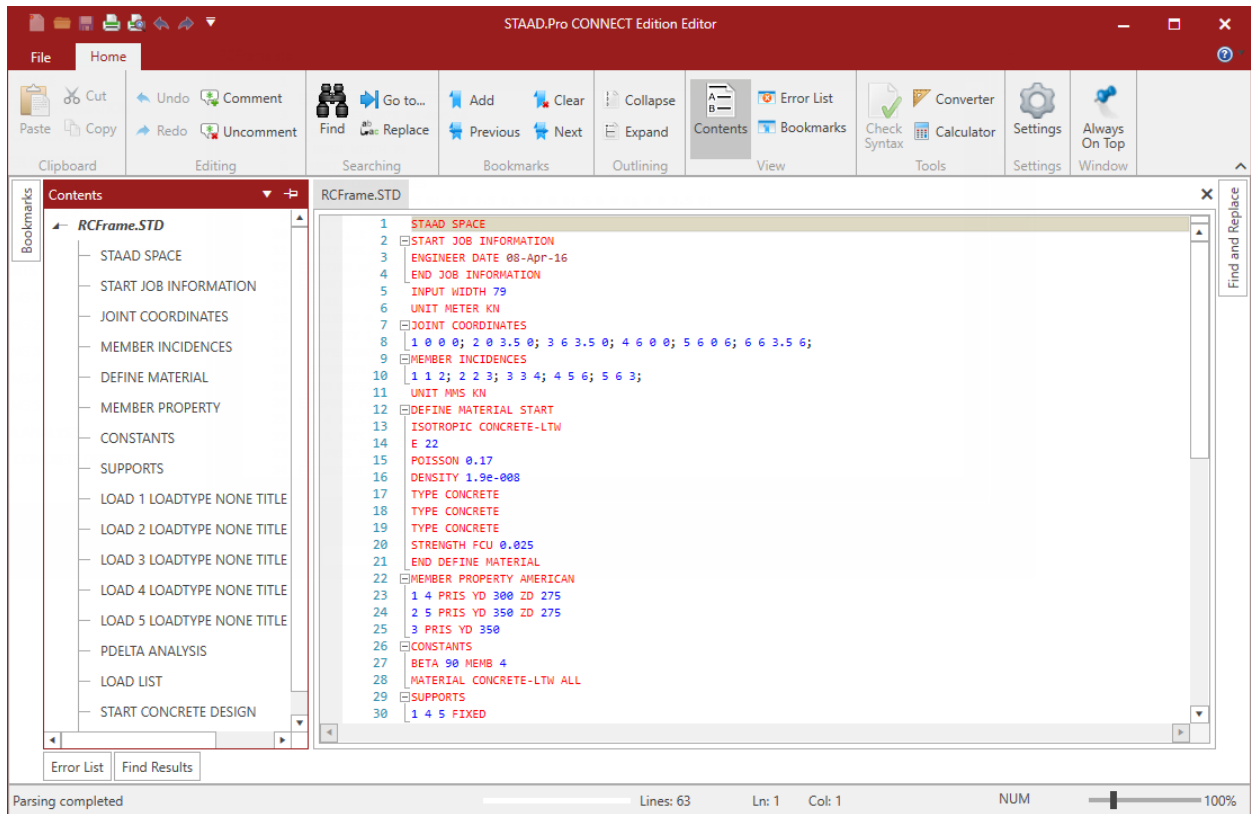 STAAD.Pro CONNECT Edition Editor
File Home
Paste Cut Copy Clipboard
Undo Redo Comment Uncomment Editing
Find Go to... Replace Searching
Add Clear Previous Next Bookmarks
Collapse Expand Outlining
Contents Error List Bookmarks View
Check Syntax Converter Calculator Tools
Settings Settings
Always On Top Window
Bookmarks
Contents
RCFrame.STD
STAAD SPACE
START JOB INFORMATION
JOINT COORDINATES
MEMBER INCIDENCES
DEFINE MATERIAL
MEMBER PROPERTY
CONSTANTS
SUPPORTS
LOAD 1 LOADTYPE NONE TITLE
LOAD 2 LOADTYPE NONE TITLE
LOAD 3 LOADTYPE NONE TITLE
LOAD 4 LOADTYPE NONE TITLE
LOAD 5 LOADTYPE NONE TITLE
PDELTA ANALYSIS
LOAD LIST
START CONCRETE DESIGN
RCFrame.STD
1 STAAD SPACE
2 START JOB INFORMATION
3 ENGINEER DATE 08-Apr-16
4 END JOB INFORMATION
5 INPUT WIDTH 79
6 UNIT METER KN
7 JOINT COORDINATES
8 1 0 0 0; 2 0 3.5 0; 3 6 3.5 0; 4 6 0 0; 5 6 0 6; 6 6 3.5 6;
9 MEMBER INCIDENCES
10 1 1 2; 2 2 3; 3 3 4; 4 5 6; 5 6 3;
11 UNIT MMS KN
12 DEFINE MATERIAL START
13 ISOTROPIC CONCRETE-LTW
14 E 22
15 POISSON 0.17
16 DENSITY 1.9e-008
17 TYPE CONCRETE
18 TYPE CONCRETE
19 TYPE CONCRETE
20 STRENGTH FCU 0.025
21 END DEFINE MATERIAL
22 MEMBER PROPERTY AMERICAN
23 1 4 PRIS YD 300 ZD 275
24 2 5 PRIS YD 350 ZD 275
25 3 PRIS YD 350
26 CONSTANTS
27 BETA 90 MEMB 4
28 MATERIAL CONCRETE-LTW ALL
29 SUPPORTS
30 1 4 5 FIXED
Find and Replace
Error List Find Results
Parsing completed Lines: 63 Ln: 1 Col: 1 NUM 100%